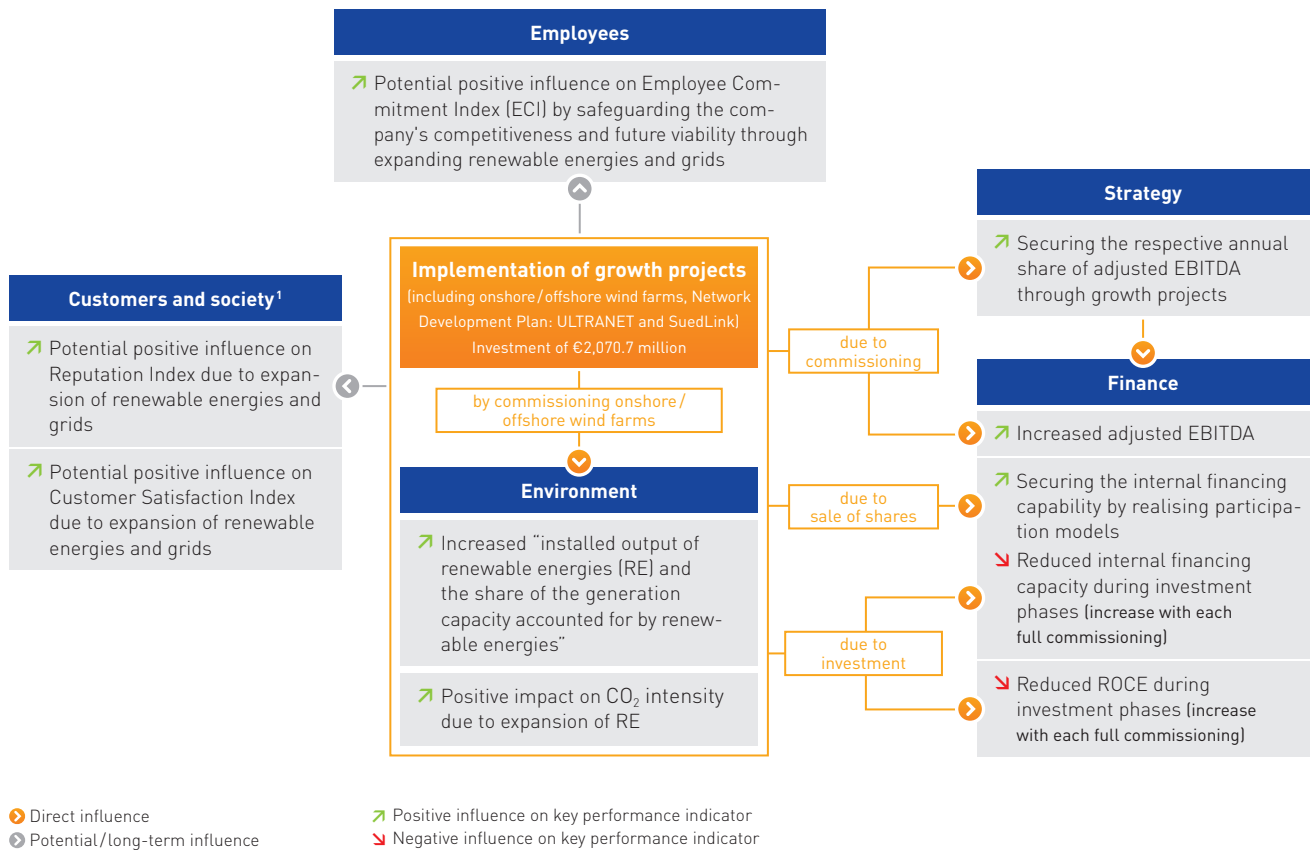 Employees
Potential positive influence on Employee Com-
mitment Index (ECI) by safeguarding the com-
pany's competitiveness and future viability through
expanding renewable energies and grids
Customers and society¹
Potential positive influence on
Reputation Index due to expan-
sion of renewable energies and
grids
Potential positive influence on
Customer Satisfaction Index
due to expansion of renewable
energies and grids
Implementation of growth projects
(including onshore/offshore wind farms, Network
Development Plan: ULTRANET and SuedLink)
Investment of €2,070.7 million
by commissioning onshore/
offshore wind farms
Environment
Increased “installed output of
renewable energies (RE) and
the share of the generation
capacity accounted for by renew-
able energies”
Positive impact on CO₂ intensity
due to expansion of RE
due to
commissioning
due to
sale of shares
due to
investment
Strategy
Securing the respective annual
share of adjusted EBITDA
through growth projects
Finance
Increased adjusted EBITDA
Securing the internal financing
capability by realising participa-
tion models
Reduced internal financing
capacity during investment
phases (increase with each
full commissioning)
Reduced ROCE during
investment phases (increase
with each full commissioning)
Direct influence
Potential/long-term influence
Positive influence on key performance indicator
Negative influence on key performance indicator